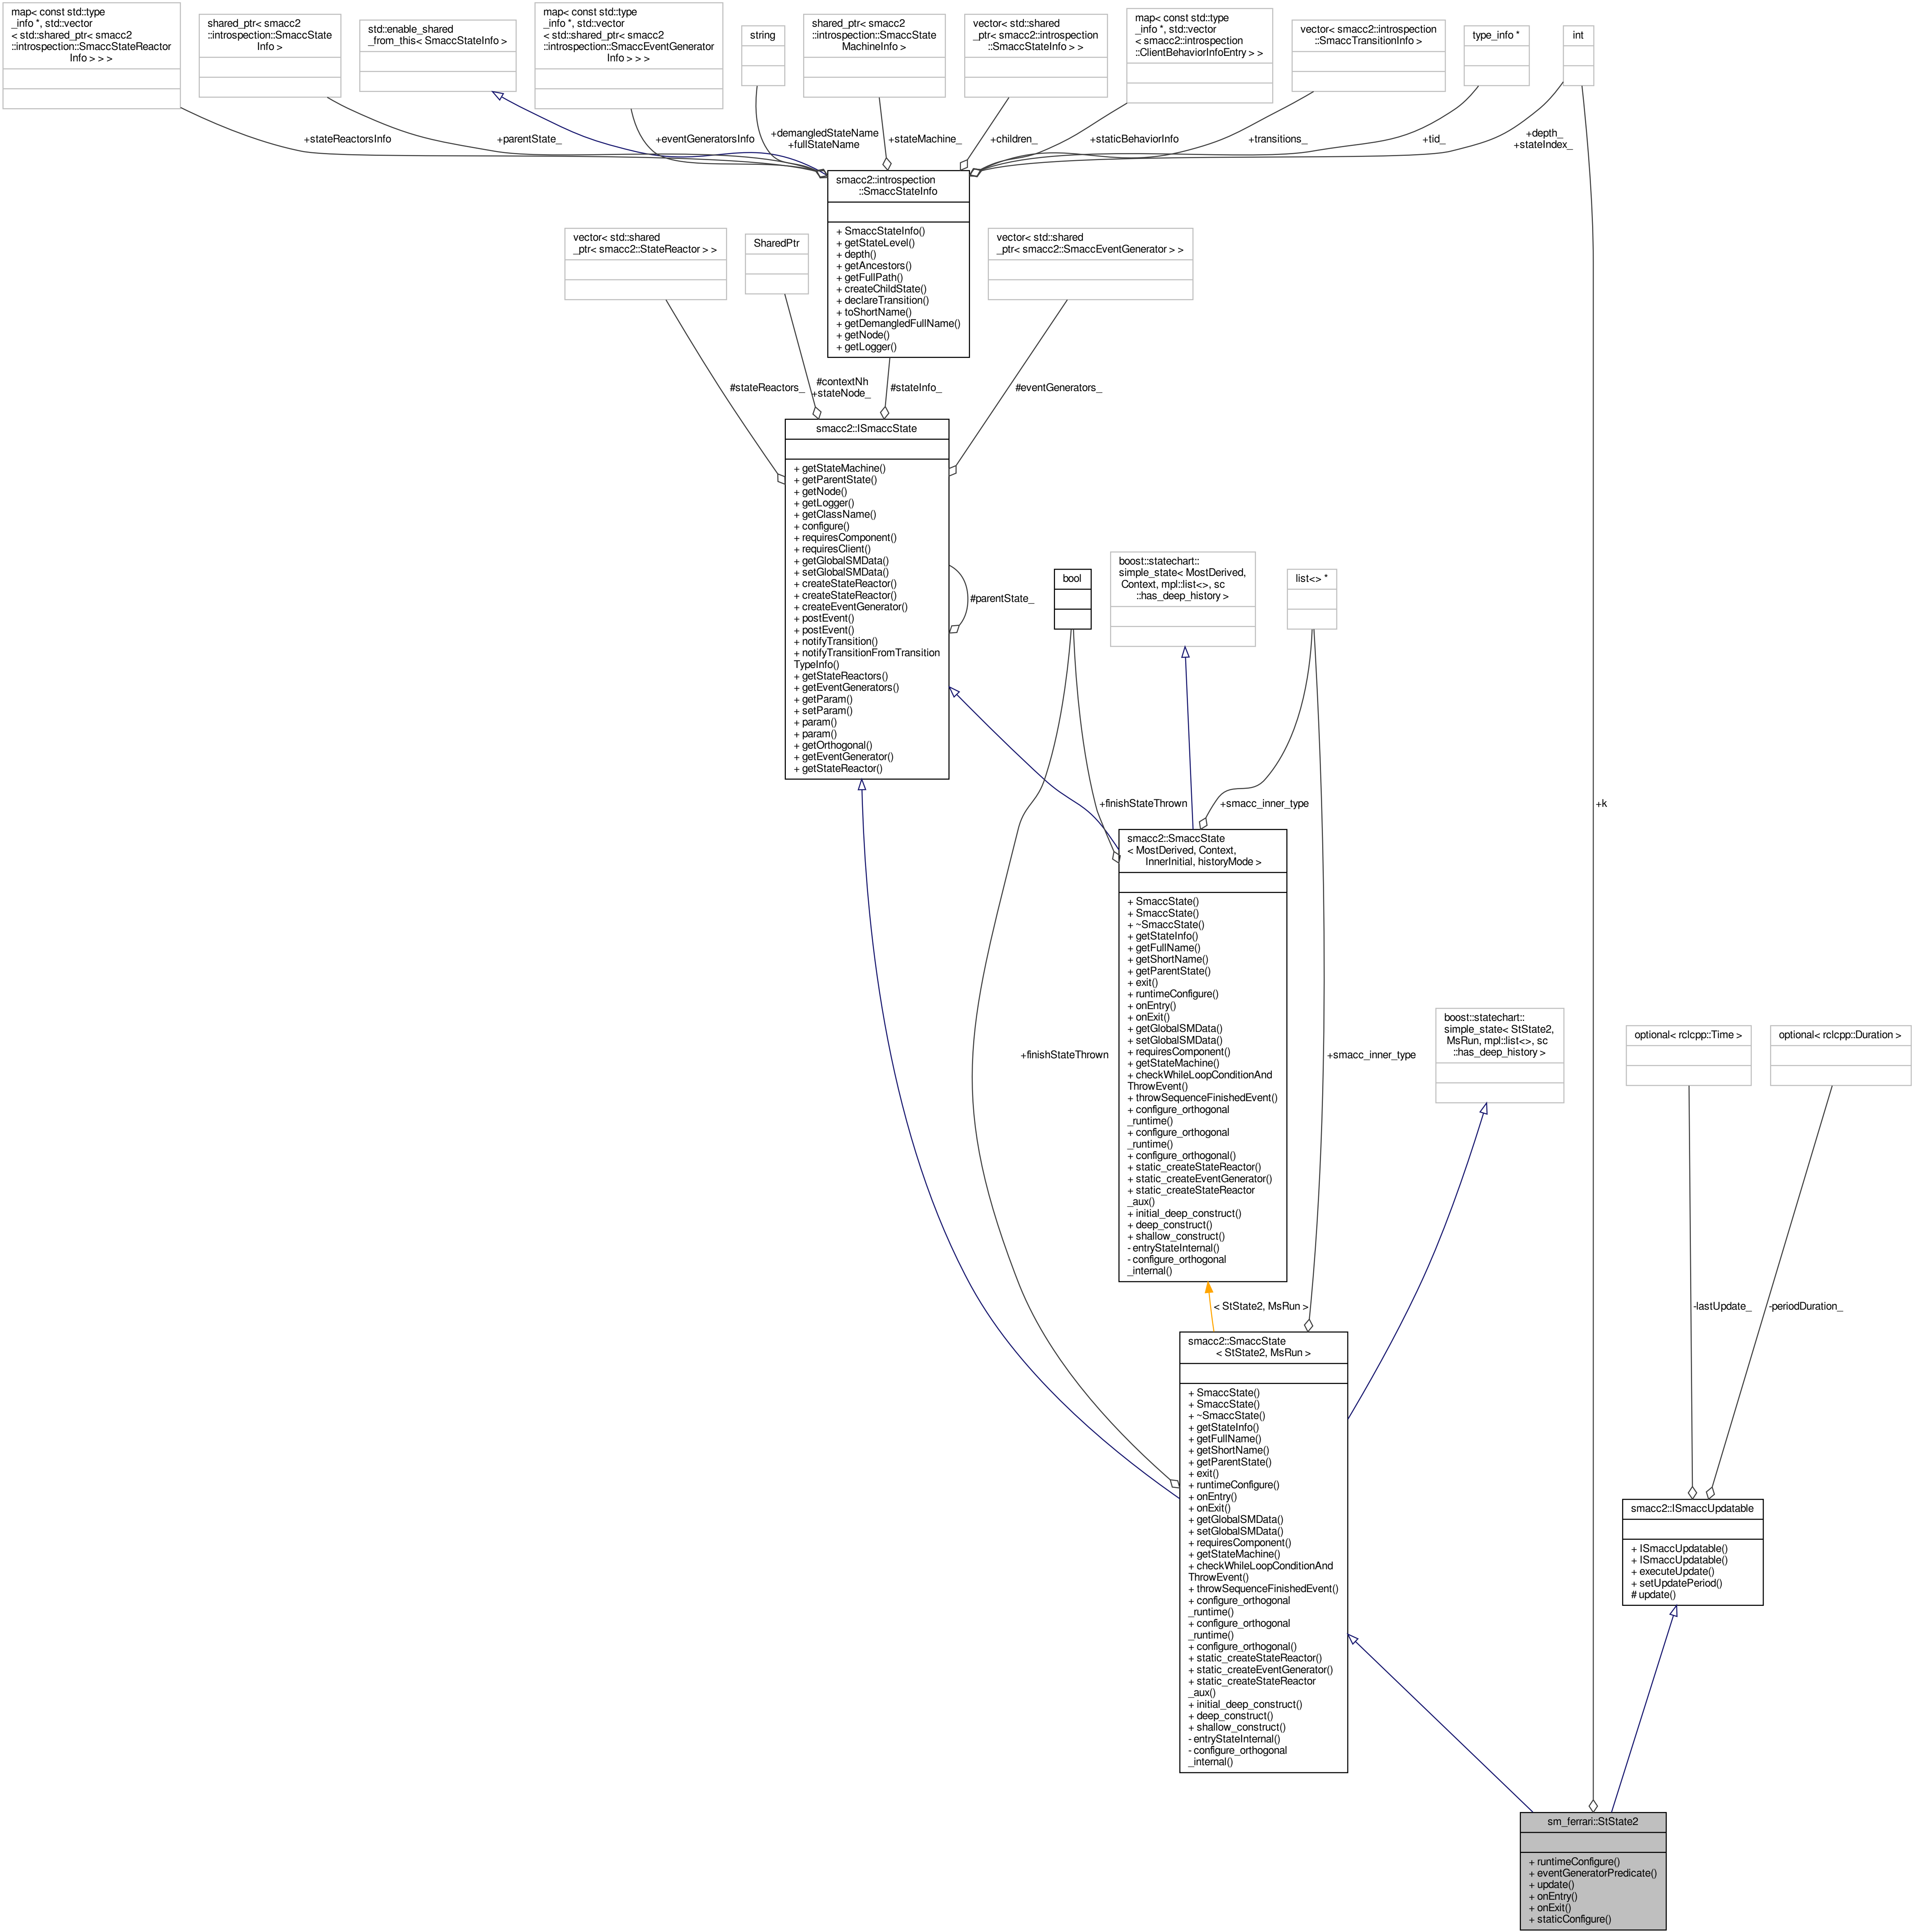 map< const std::type
_info *, std::vector
< std::shared_ptr< smacc2
::introspection::SmaccStateReactor
Info > > >
shared_ptr< smacc2
::introspection::SmaccState
Info >
std::enable_shared
_from_this< SmaccStateInfo >
map< const std::type
_info *, std::vector
< std::shared_ptr< smacc2
::introspection::SmaccEventGenerator
Info > > >
string
shared_ptr< smacc2
::introspection::SmaccState
MachineInfo >
vector< std::shared
_ptr< smacc2::introspection
::SmaccStateInfo > >
map< const std::type
_info *, std::vector
< smacc2::introspection
::ClientBehaviorInfoEntry > >
vector< smacc2::introspection
::SmaccTransitionInfo >
type_info *
int
+stateReactorsInfo
+parentState_
+eventGeneratorsInfo
+demangledStateName
+fullStateName
+stateMachine_
+children_
+staticBehaviorInfo
+transitions_
+tid_
+depth_
+stateIndex_
smacc2::introspection
::SmaccStateInfo
+ SmaccStateInfo()
+ getStateLevel()
+ depth()
+ getAncestors()
+ getFullPath()
+ createChildState()
+ declareTransition()
+ toShortName()
+ getDemangledFullName()
+ getNode()
+ getLogger()
vector< std::shared
_ptr< smacc2::StateReactor > >
SharedPtr
vector< std::shared
_ptr< smacc2::SmaccEventGenerator > >
#stateReactors_
#contextNh
+stateNode_
#stateInfo_
#eventGenerators_
smacc2::ISmaccState
+ getStateMachine()
+ getParentState()
+ getNode()
+ getLogger()
+ getClassName()
+ configure()
+ requiresComponent()
+ requiresClient()
+ getGlobalSMData()
+ setGlobalSMData()
+ createStateReactor()
+ createStateReactor()
+ createEventGenerator()
+ postEvent()
+ postEvent()
+ notifyTransition()
+ notifyTransitionFromTransition
TypeInfo()
+ getStateReactors()
+ getEventGenerators()
+ getParam()
+ setParam()
+ param()
+ param()
+ getOrthogonal()
+ getEventGenerator()
+ getStateReactor()
#parentState_
bool
boost::statechart::
simple_state< MostDerived,
Context, mpl::list<>, sc
::has_deep_history >
list<> *
+finishStateThrown
+smacc_inner_type
+k
smacc2::SmaccState
< MostDerived, Context,
InnerInitial, historyMode >
+ SmaccState()
+ SmaccState()
+ ~SmaccState()
+ getStateInfo()
+ getFullName()
+ getShortName()
+ getParentState()
+ exit()
+ runtimeConfigure()
+ onEntry()
+ onExit()
+ getGlobalSMData()
+ setGlobalSMData()
+ requiresComponent()
+ getStateMachine()
+ checkWhileLoopConditionAnd
ThrowEvent()
+ throwSequenceFinishedEvent()
+ configure_orthogonal
_runtime()
+ configure_orthogonal
_runtime()
+ configure_orthogonal()
+ static_createStateReactor()
+ static_createEventGenerator()
+ static_createStateReactor
_aux()
+ initial_deep_construct()
+ deep_construct()
+ shallow_construct()
- entryStateInternal()
- configure_orthogonal
_internal()
+finishStateThrown
+smacc_inner_type
boost::statechart::
simple_state< StState2,
MsRun, mpl::list<>, sc
::has_deep_history >
optional< rclcpp::Time >
optional< rclcpp::Duration >
< StState2, MsRun >
-lastUpdate_
-periodDuration_
smacc2::SmaccState
< StState2, MsRun >
+ SmaccState()
+ SmaccState()
+ ~SmaccState()
+ getStateInfo()
+ getFullName()
+ getShortName()
+ getParentState()
+ exit()
+ runtimeConfigure()
+ onEntry()
+ onExit()
+ getGlobalSMData()
+ setGlobalSMData()
+ requiresComponent()
+ getStateMachine()
+ checkWhileLoopConditionAnd
ThrowEvent()
+ throwSequenceFinishedEvent()
+ configure_orthogonal
_runtime()
+ configure_orthogonal
_runtime()
+ configure_orthogonal()
+ static_createStateReactor()
+ static_createEventGenerator()
+ static_createStateReactor
_aux()
+ initial_deep_construct()
+ deep_construct()
+ shallow_construct()
- entryStateInternal()
- configure_orthogonal
_internal()
smacc2::ISmaccUpdatable
+ ISmaccUpdatable()
+ ISmaccUpdatable()
+ executeUpdate()
+ setUpdatePeriod()
# update()
sm_ferrari::StState2
+ runtimeConfigure()
+ eventGeneratorPredicate()
+ update()
+ onEntry()
+ onExit()
+ staticConfigure()